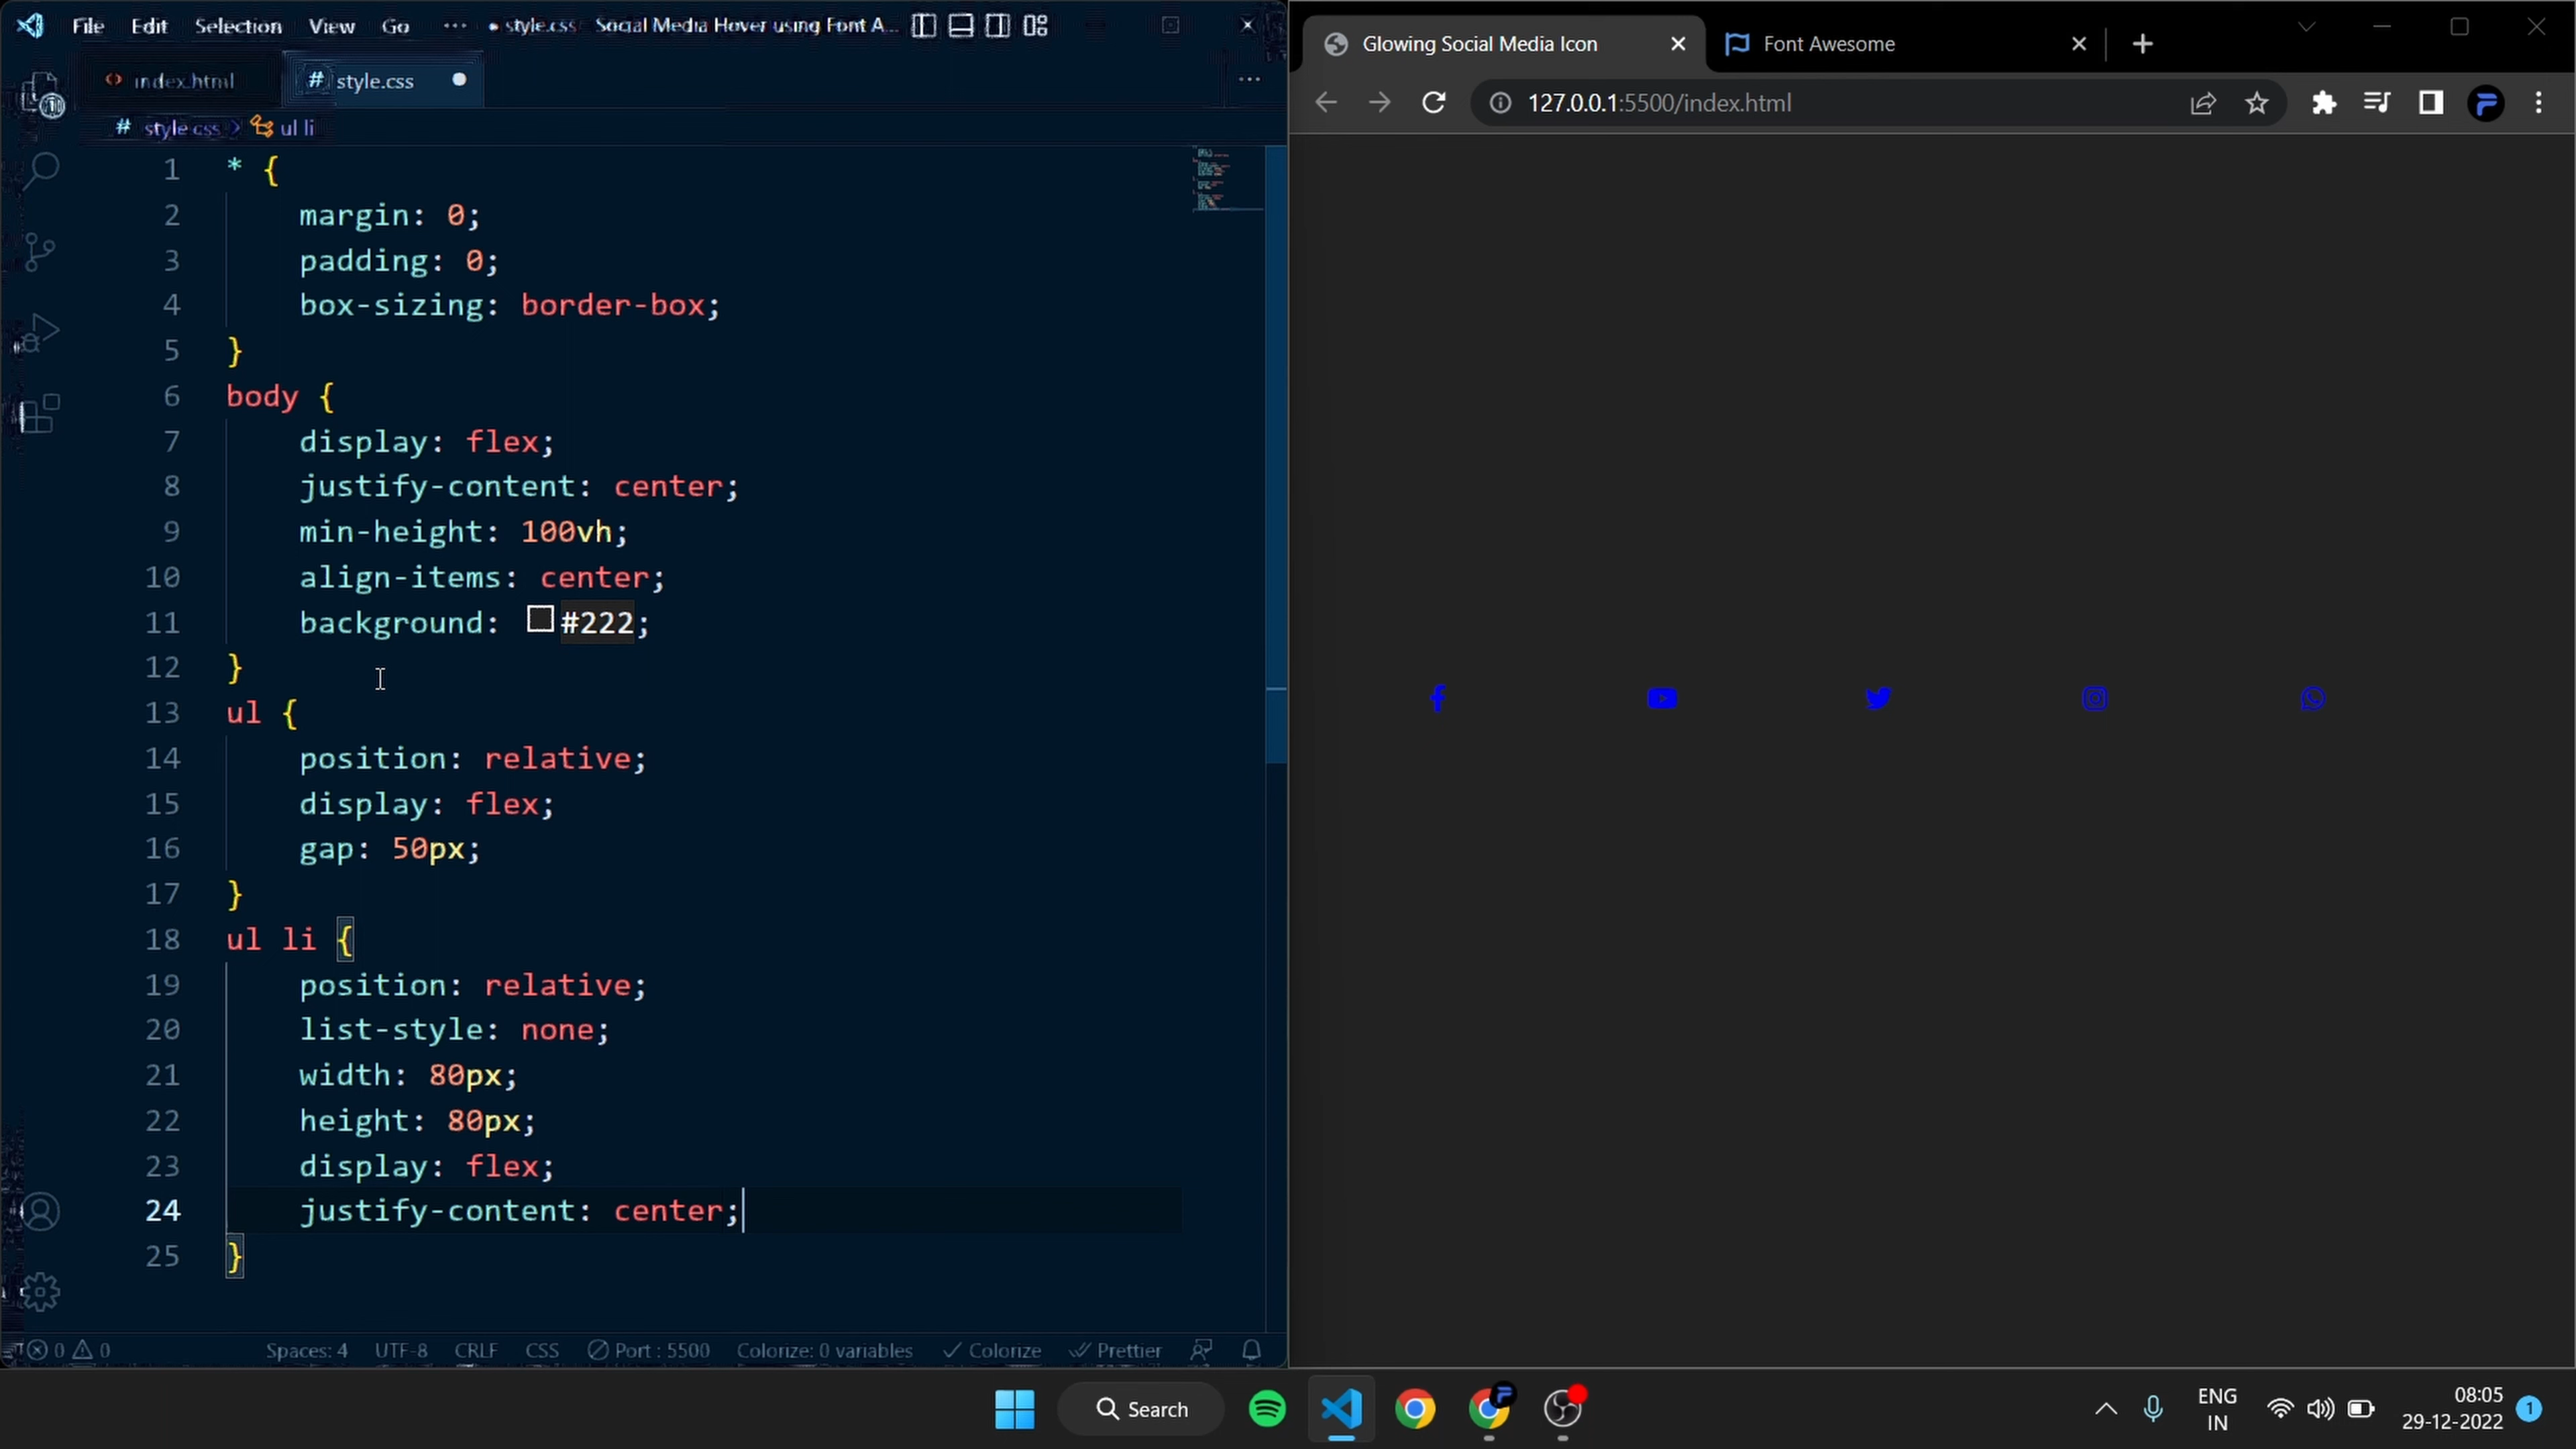 File Edit Selection View Go ··· ● style.css Social Media Hover using Font A...
index.html
# style.css ●
# style.css > ul li
1 * {
2 margin: 0;
3 padding: 0;
4 box-sizing: border-box;
5 }
6 body {
7 display: flex;
8 justify-content: center;
9 min-height: 100vh;
10 align-items: center;
11 background: #222;
12 }
13 ul {
14 position: relative;
15 display: flex;
16 gap: 50px;
17 }
18 ul li {
19 position: relative;
20 list-style: none;
21 width: 80px;
22 height: 80px;
23 display: flex;
24 justify-content: center;
25 }
0 0 Spaces: 4 UTF-8 CRLF CSS Port : 5500 Colorize: 0 variables Colorize Prettier
Glowing Social Media Icon
Font Awesome
127.0.0.1:5500/index.html
Search
ENG
IN
08:05
29-12-2022
1